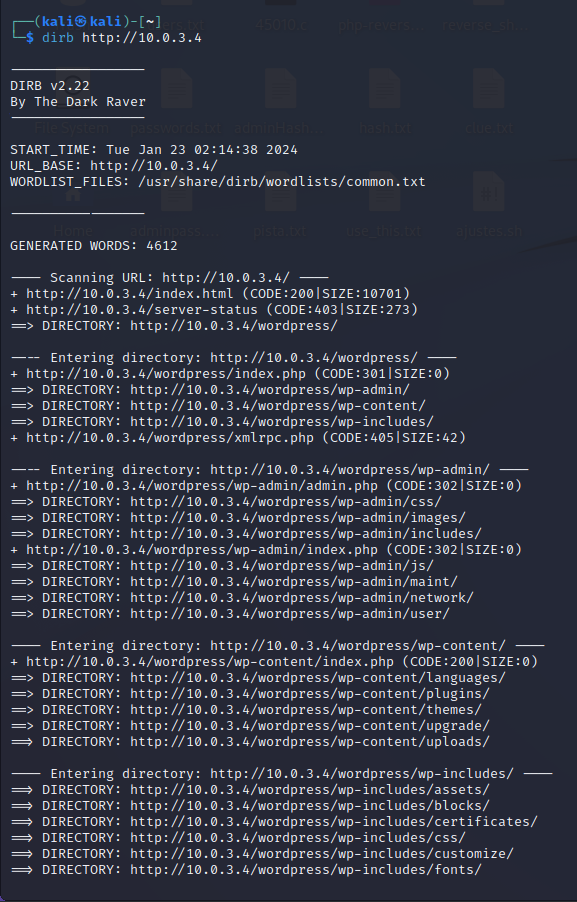 ┌──(kali㉿kali)-[~]
└─$ dirb http://10.0.3.4
-----------------
DIRB v2.22
By The Dark Raver
-----------------
START_TIME: Tue Jan 23 02:14:38 2024
URL_BASE: http://10.0.3.4/
WORDLIST_FILES: /usr/share/dirb/wordlists/common.txt
-----------------
GENERATED WORDS: 4612
---- Scanning URL: http://10.0.3.4/ ----
+ http://10.0.3.4/index.html (CODE:200|SIZE:10701)
+ http://10.0.3.4/server-status (CODE:403|SIZE:273)
==> DIRECTORY: http://10.0.3.4/wordpress/
---- Entering directory: http://10.0.3.4/wordpress/ ----
+ http://10.0.3.4/wordpress/index.php (CODE:301|SIZE:0)
==> DIRECTORY: http://10.0.3.4/wordpress/wp-admin/
==> DIRECTORY: http://10.0.3.4/wordpress/wp-content/
==> DIRECTORY: http://10.0.3.4/wordpress/wp-includes/
+ http://10.0.3.4/wordpress/xmlrpc.php (CODE:405|SIZE:42)
---- Entering directory: http://10.0.3.4/wordpress/wp-admin/ ----
+ http://10.0.3.4/wordpress/wp-admin/admin.php (CODE:302|SIZE:0)
==> DIRECTORY: http://10.0.3.4/wordpress/wp-admin/css/
==> DIRECTORY: http://10.0.3.4/wordpress/wp-admin/images/
==> DIRECTORY: http://10.0.3.4/wordpress/wp-admin/includes/
+ http://10.0.3.4/wordpress/wp-admin/index.php (CODE:302|SIZE:0)
==> DIRECTORY: http://10.0.3.4/wordpress/wp-admin/js/
==> DIRECTORY: http://10.0.3.4/wordpress/wp-admin/maint/
==> DIRECTORY: http://10.0.3.4/wordpress/wp-admin/network/
==> DIRECTORY: http://10.0.3.4/wordpress/wp-admin/user/
---- Entering directory: http://10.0.3.4/wordpress/wp-content/ ----
+ http://10.0.3.4/wordpress/wp-content/index.php (CODE:200|SIZE:0)
==> DIRECTORY: http://10.0.3.4/wordpress/wp-content/languages/
==> DIRECTORY: http://10.0.3.4/wordpress/wp-content/plugins/
==> DIRECTORY: http://10.0.3.4/wordpress/wp-content/themes/
==> DIRECTORY: http://10.0.3.4/wordpress/wp-content/upgrade/
==> DIRECTORY: http://10.0.3.4/wordpress/wp-content/uploads/
---- Entering directory: http://10.0.3.4/wordpress/wp-includes/ ----
==> DIRECTORY: http://10.0.3.4/wordpress/wp-includes/assets/
==> DIRECTORY: http://10.0.3.4/wordpress/wp-includes/blocks/
==> DIRECTORY: http://10.0.3.4/wordpress/wp-includes/certificates/
==> DIRECTORY: http://10.0.3.4/wordpress/wp-includes/css/
==> DIRECTORY: http://10.0.3.4/wordpress/wp-includes/customize/
==> DIRECTORY: http://10.0.3.4/wordpress/wp-includes/fonts/